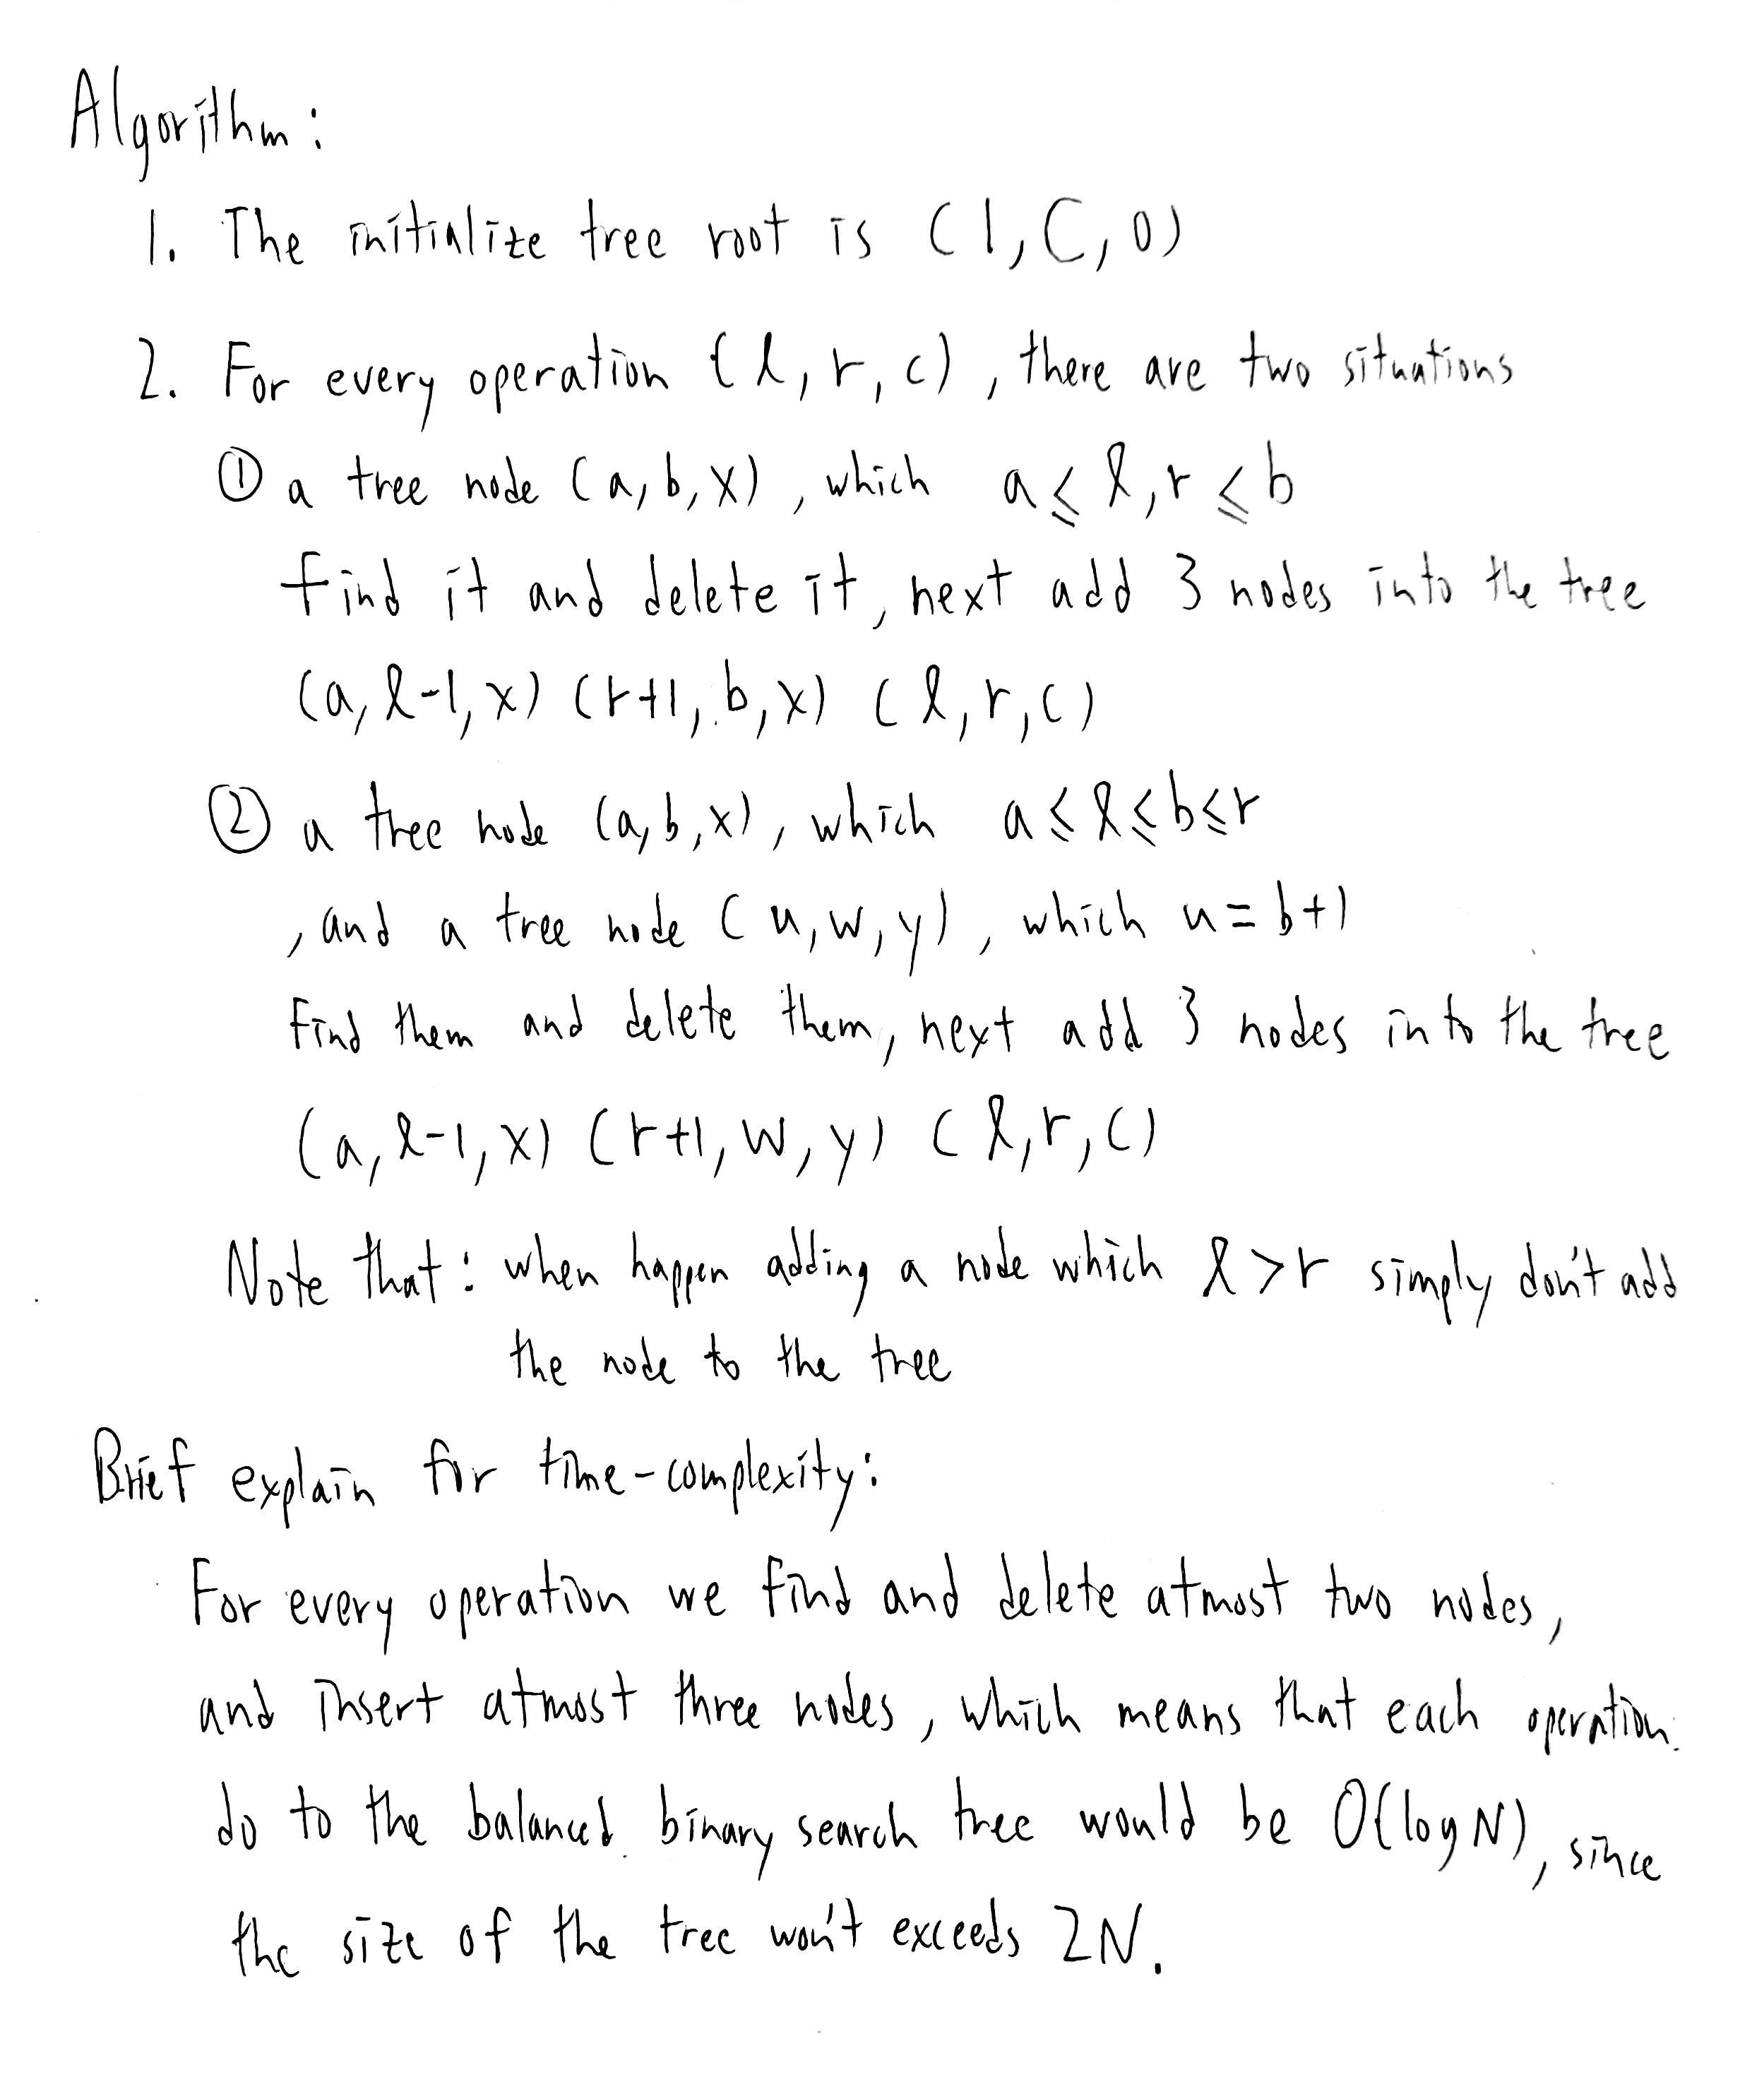 Algorithm:
1. The initialize tree root is (1, C, 0)
2. For every operation (l, r, c), there are two situations
① a tree node (a, b, x), which a ≤ l, r ≤ b
find it and delete it, next add 3 nodes into the tree
(a, l-1, x) (r+1, b, x) (l, r, c)
② a tree node (a, b, x), which a ≤ l ≤ b ≤ r
, and a tree node (u, w, y), which u = b+1
Find them and delete them, next add 3 nodes into the tree
(a, l-1, x) (r+1, w, y) (l, r, c)
Note that: when happen adding a node which l > r simply don't add
the node to the tree
Brief explain for time-complexity:
For every operation we find and delete atmost two nodes,
and insert atmost three nodes, which means that each operation
do to the balanced binary search tree would be O(log N), since
the size of the tree won't exceeds 2N.